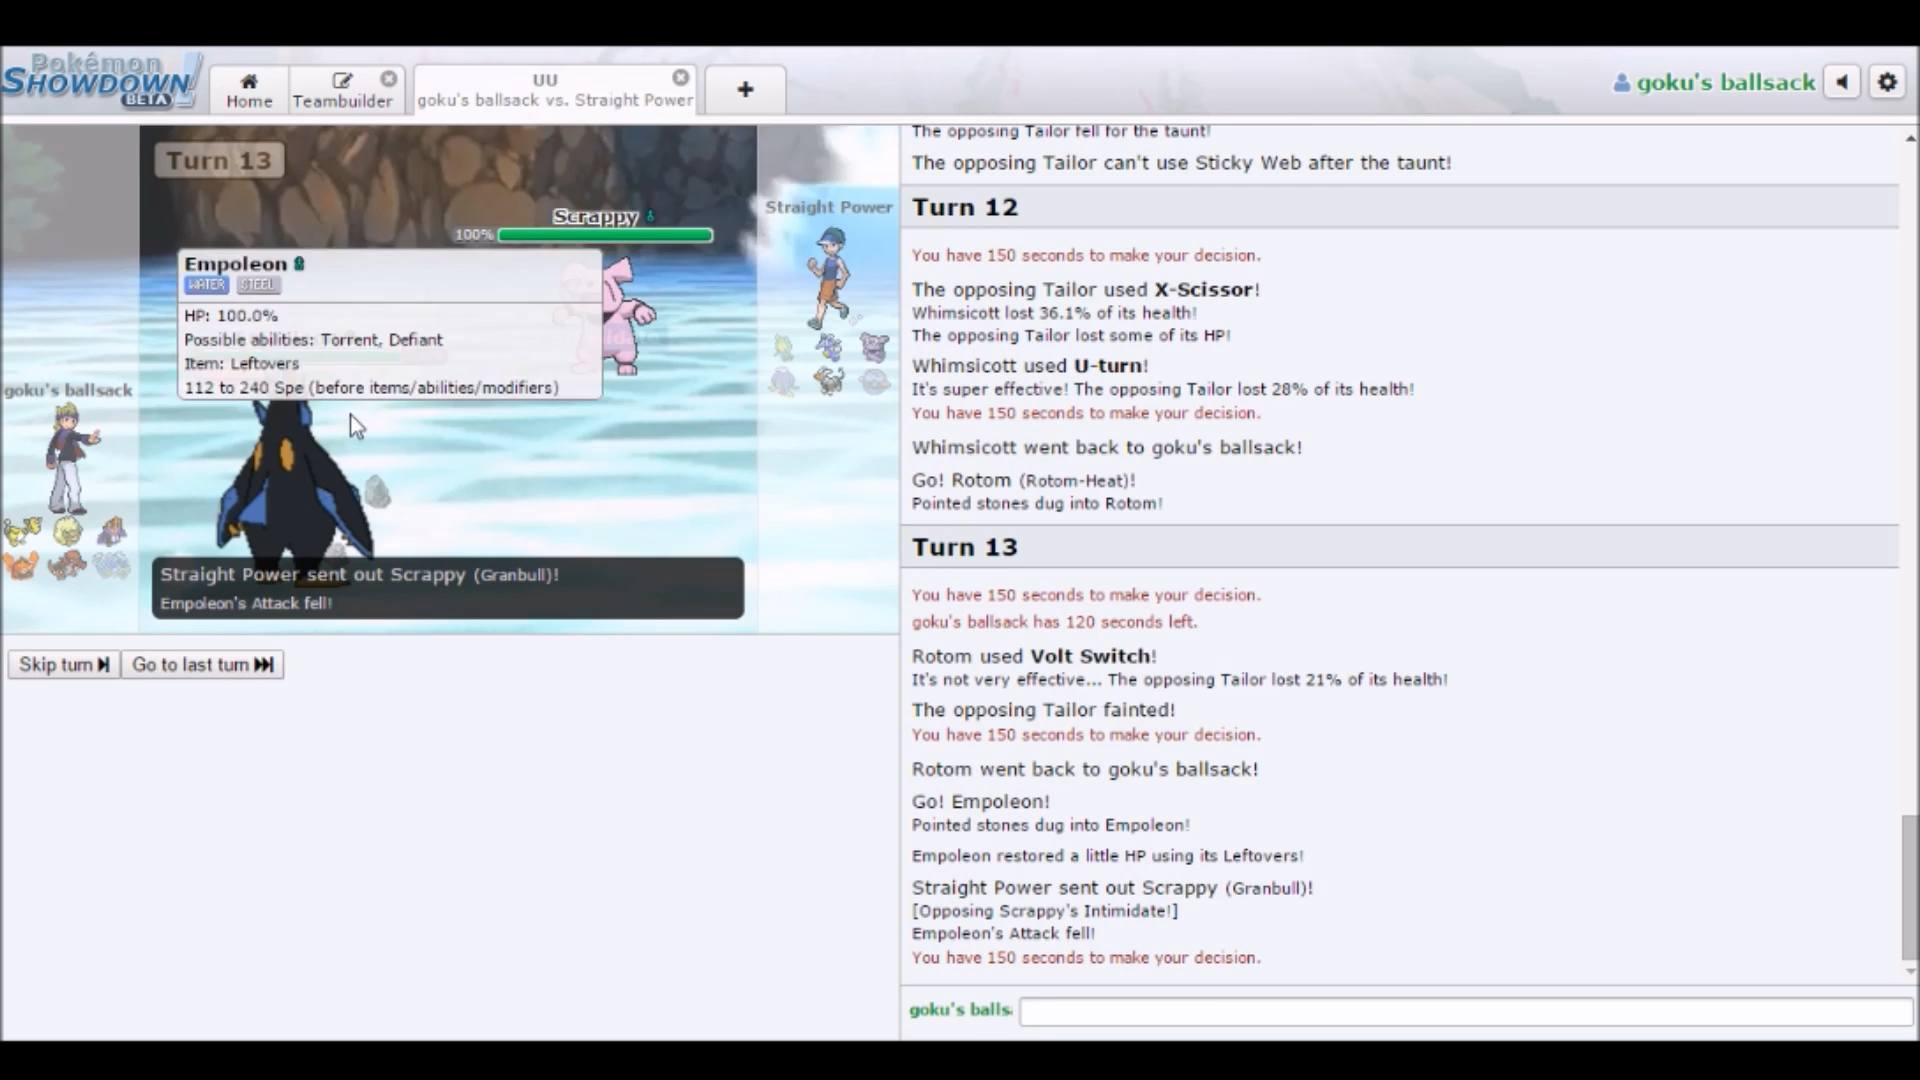 Pokémon
SHOWDOWN!
BETA
Home
Teambuilder
UU
goku's ballsack vs. Straight Power
+
goku's ballsack
Turn 13
Scrappy
100%
Empoleon
WATER STEEL
HP: 100.0%
Possible abilities: Torrent, Defiant
Item: Leftovers
112 to 240 Spe (before items/abilities/modifiers)
Straight Power
goku's ballsack
Straight Power sent out Scrappy (Granbull)!
Empoleon's Attack fell!
Skip turn
Go to last turn
The opposing Tailor fell for the taunt!
The opposing Tailor can't use Sticky Web after the taunt!
Turn 12
You have 150 seconds to make your decision.
The opposing Tailor used X-Scissor!
Whimsicott lost 36.1% of its health!
The opposing Tailor lost some of its HP!
Whimsicott used U-turn!
It's super effective! The opposing Tailor lost 28% of its health!
You have 150 seconds to make your decision.
Whimsicott went back to goku's ballsack!
Go! Rotom (Rotom-Heat)!
Pointed stones dug into Rotom!
Turn 13
You have 150 seconds to make your decision.
goku's ballsack has 120 seconds left.
Rotom used Volt Switch!
It's not very effective... The opposing Tailor lost 21% of its health!
The opposing Tailor fainted!
You have 150 seconds to make your decision.
Rotom went back to goku's ballsack!
Go! Empoleon!
Pointed stones dug into Empoleon!
Empoleon restored a little HP using its Leftovers!
Straight Power sent out Scrappy (Granbull)!
[Opposing Scrappy's Intimidate!]
Empoleon's Attack fell!
You have 150 seconds to make your decision.
goku's balls